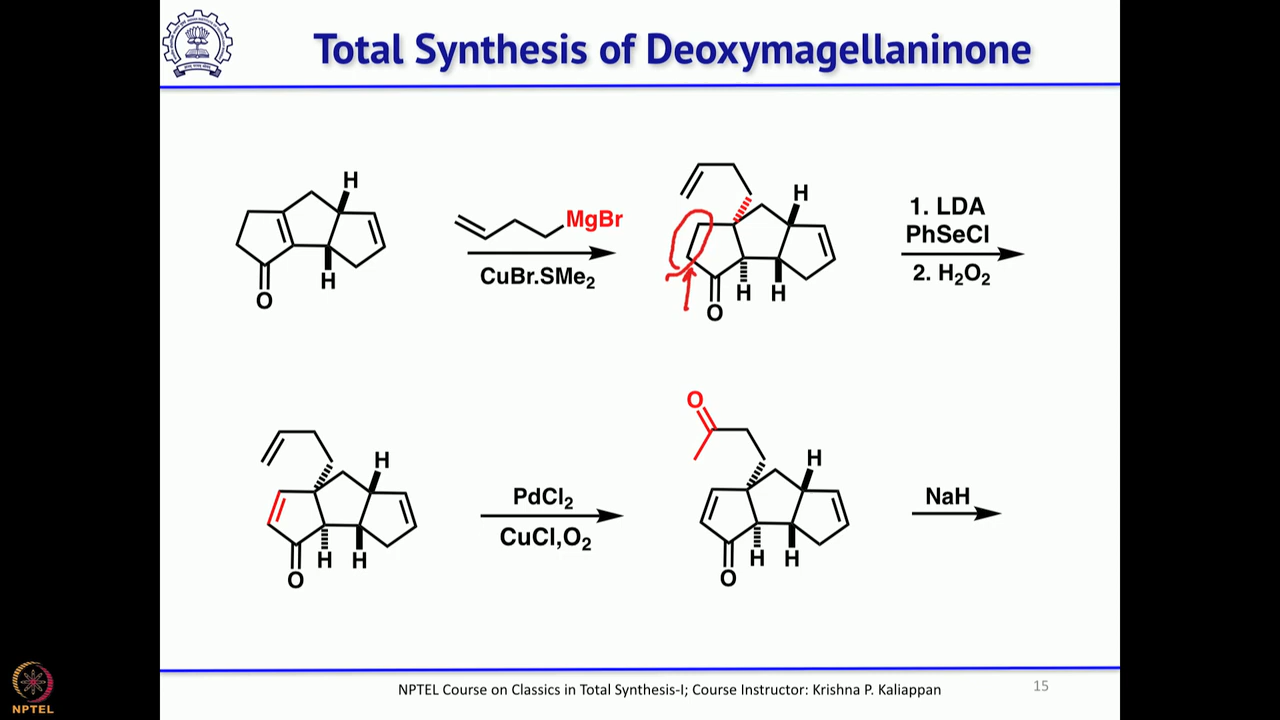 Total Synthesis of Deoxymagellaninone
H
H
O
MgBr
CuBr.SMe₂
H
H
H
O
1. LDA
PhSeCl
2. H₂O₂
H
H
H
O
PdCl₂
CuCl,O₂
O
H
H
H
O
NaH
NPTEL
NPTEL Course on Classics in Total Synthesis-I; Course Instructor: Krishna P. Kaliappan
15